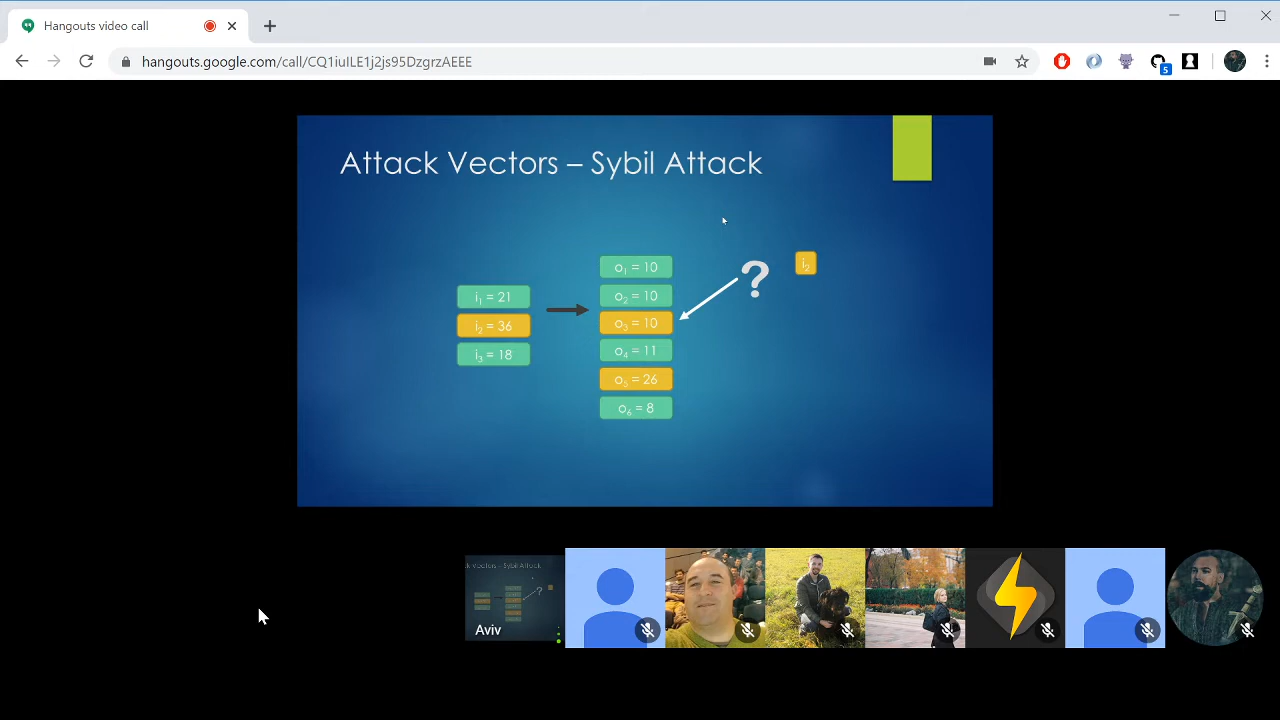 Hangouts video call
hangouts.google.com/call/CQ1iuILE1j2js95DzgrzAEEE
5
Attack Vectors – Sybil Attack
i₁ = 21
i₂ = 36
i₃ = 18
o₁ = 10
o₂ = 10
o₃ = 10
o₄ = 11
o₅ = 26
o₆ = 8
?
i₂
Aviv